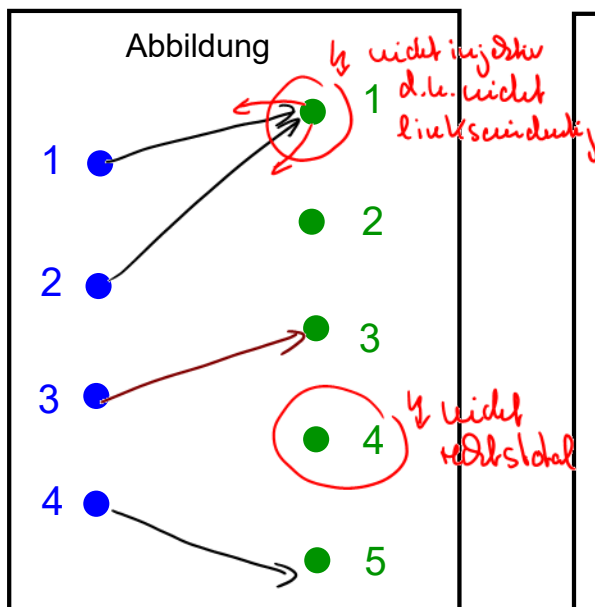 Abbildung
↯ nicht injektiv
1 d.h. nicht
linkseindeutig
1
2
2
3
3
↯ nicht
4 rechtstotal
4
5